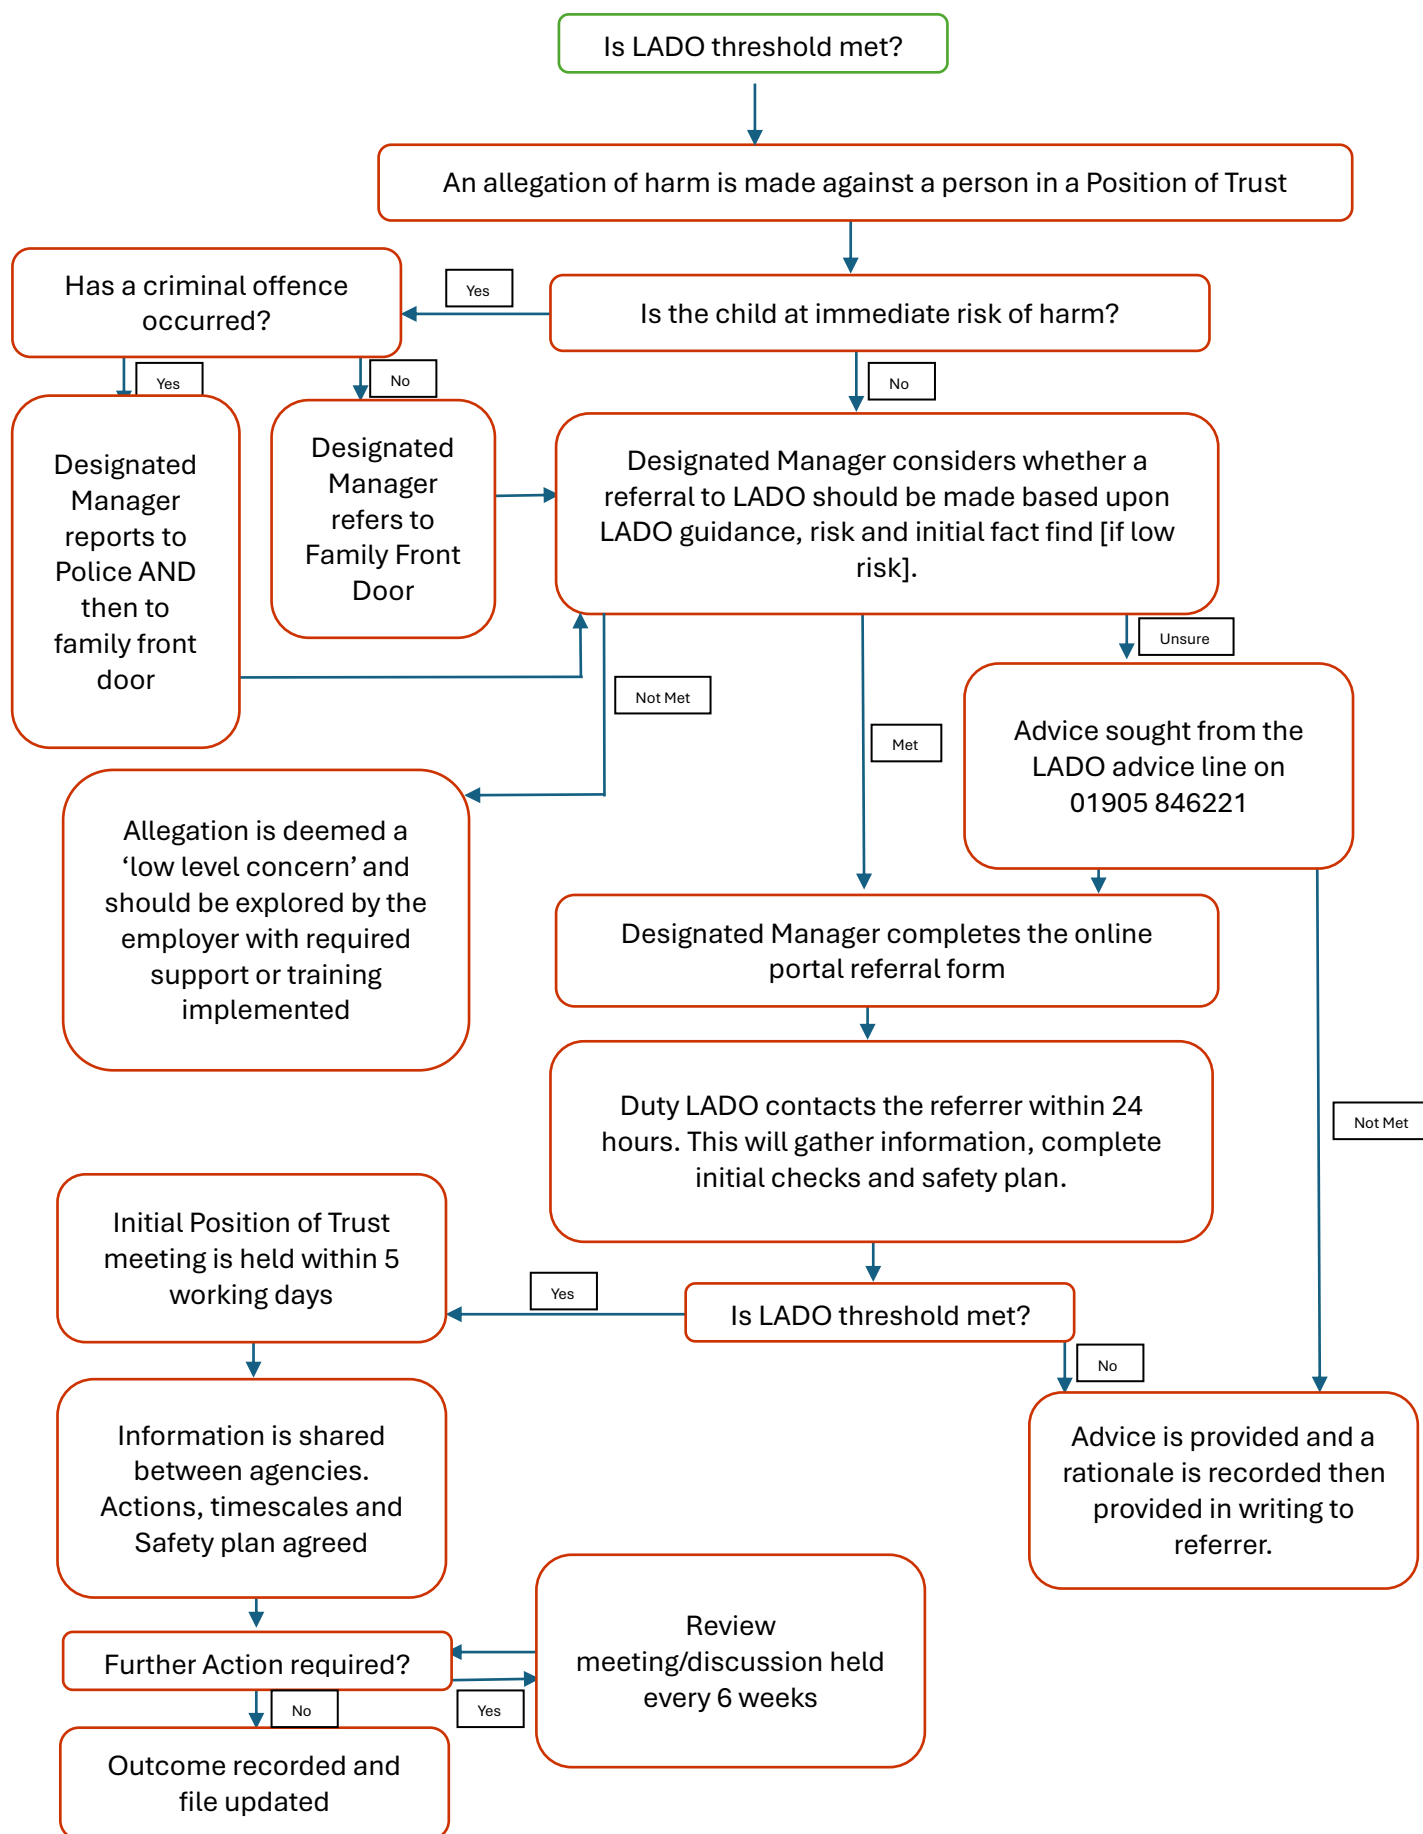 Is LADO threshold met?
An allegation of harm is made against a person in a Position of Trust
Has a criminal offence
occurred?
Yes
Is the child at immediate risk of harm?
Yes
No
No
Designated
Manager
reports to
Police AND
then to
family front
door
Designated
Manager
refers to
Family Front
Door
Designated Manager considers whether a
referral to LADO should be made based upon
LADO guidance, risk and initial fact find [if low
risk].
Unsure
Not Met
Met
Advice sought from the
LADO advice line on
01905 846221
Allegation is deemed a
‘low level concern’ and
should be explored by the
employer with required
support or training
implemented
Designated Manager completes the online
portal referral form
Duty LADO contacts the referrer within 24
hours. This will gather information, complete
initial checks and safety plan.
Not Met
Initial Position of Trust
meeting is held within 5
working days
Yes
Is LADO threshold met?
No
Information is shared
between agencies.
Actions, timescales and
Safety plan agreed
Advice is provided and a
rationale is recorded then
provided in writing to
referrer.
Further Action required?
Review
meeting/discussion held
every 6 weeks
No
Yes
Outcome recorded and
file updated